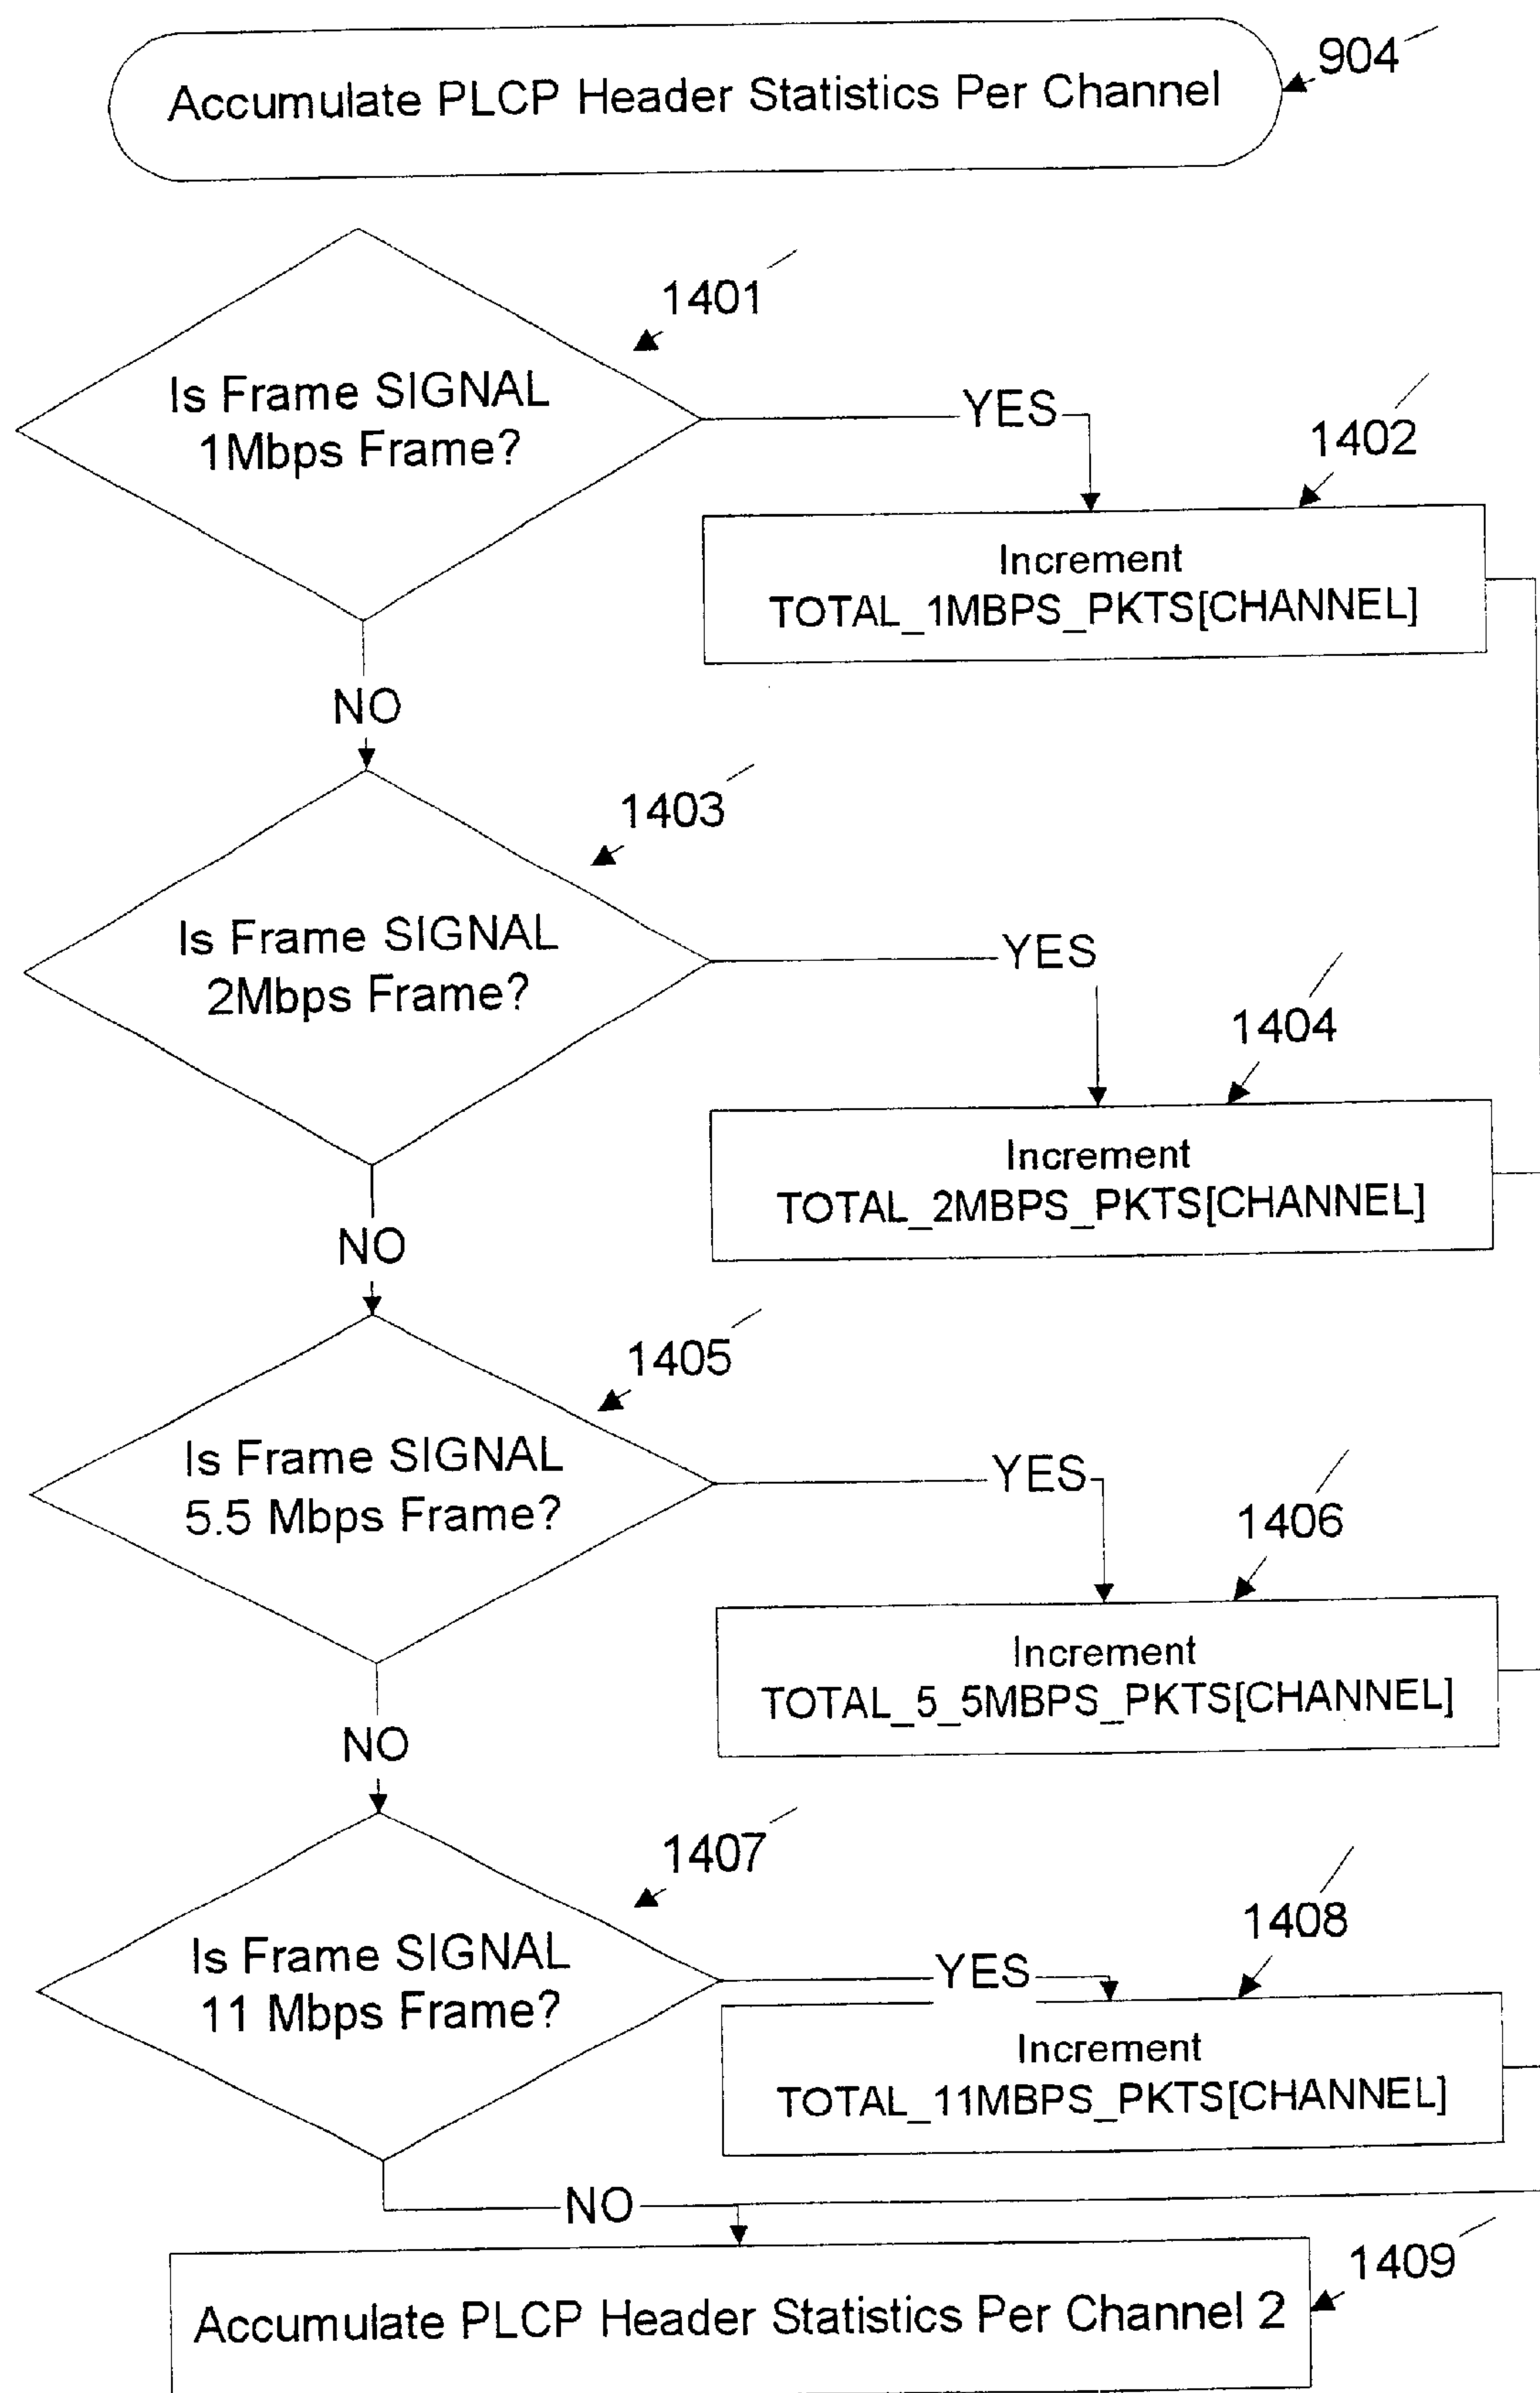 Accumulate PLCP Header Statistics Per Channel
904
1401
Is Frame SIGNAL
1Mbps Frame?
YES
1402
Increment
TOTAL_1MBPS_PKTS[CHANNEL]
NO
1403
Is Frame SIGNAL
2Mbps Frame?
YES
1404
Increment
TOTAL_2MBPS_PKTS[CHANNEL]
NO
1405
Is Frame SIGNAL
5.5 Mbps Frame?
YES
1406
Increment
TOTAL_5_5MBPS_PKTS[CHANNEL]
NO
1407
Is Frame SIGNAL
11 Mbps Frame?
YES
1408
Increment
TOTAL_11MBPS_PKTS[CHANNEL]
NO
1409
Accumulate PLCP Header Statistics Per Channel 2